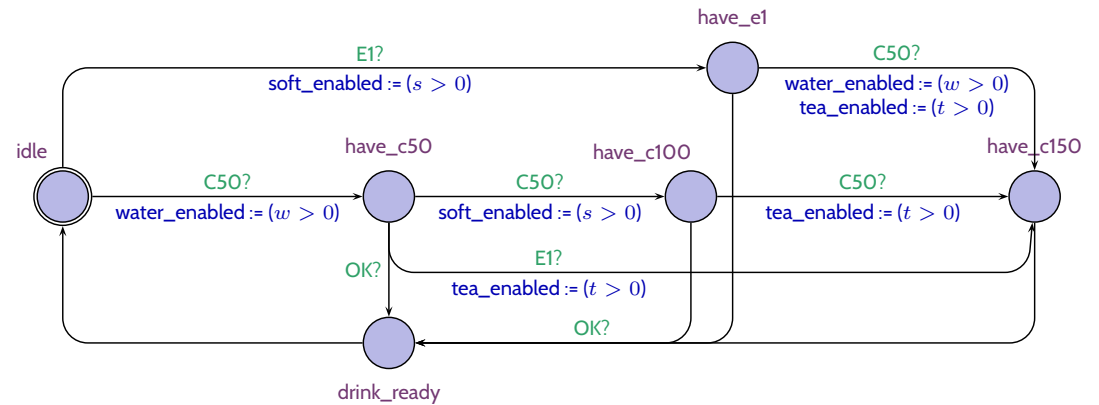 have_e1
E1?
soft_enabled := (s > 0)
C50?
water_enabled := (w > 0)
tea_enabled := (t > 0)
idle
have_c50
have_c100
have_c150
C50?
water_enabled := (w > 0)
C50?
soft_enabled := (s > 0)
C50?
tea_enabled := (t > 0)
OK?
E1?
tea_enabled := (t > 0)
OK?
drink_ready